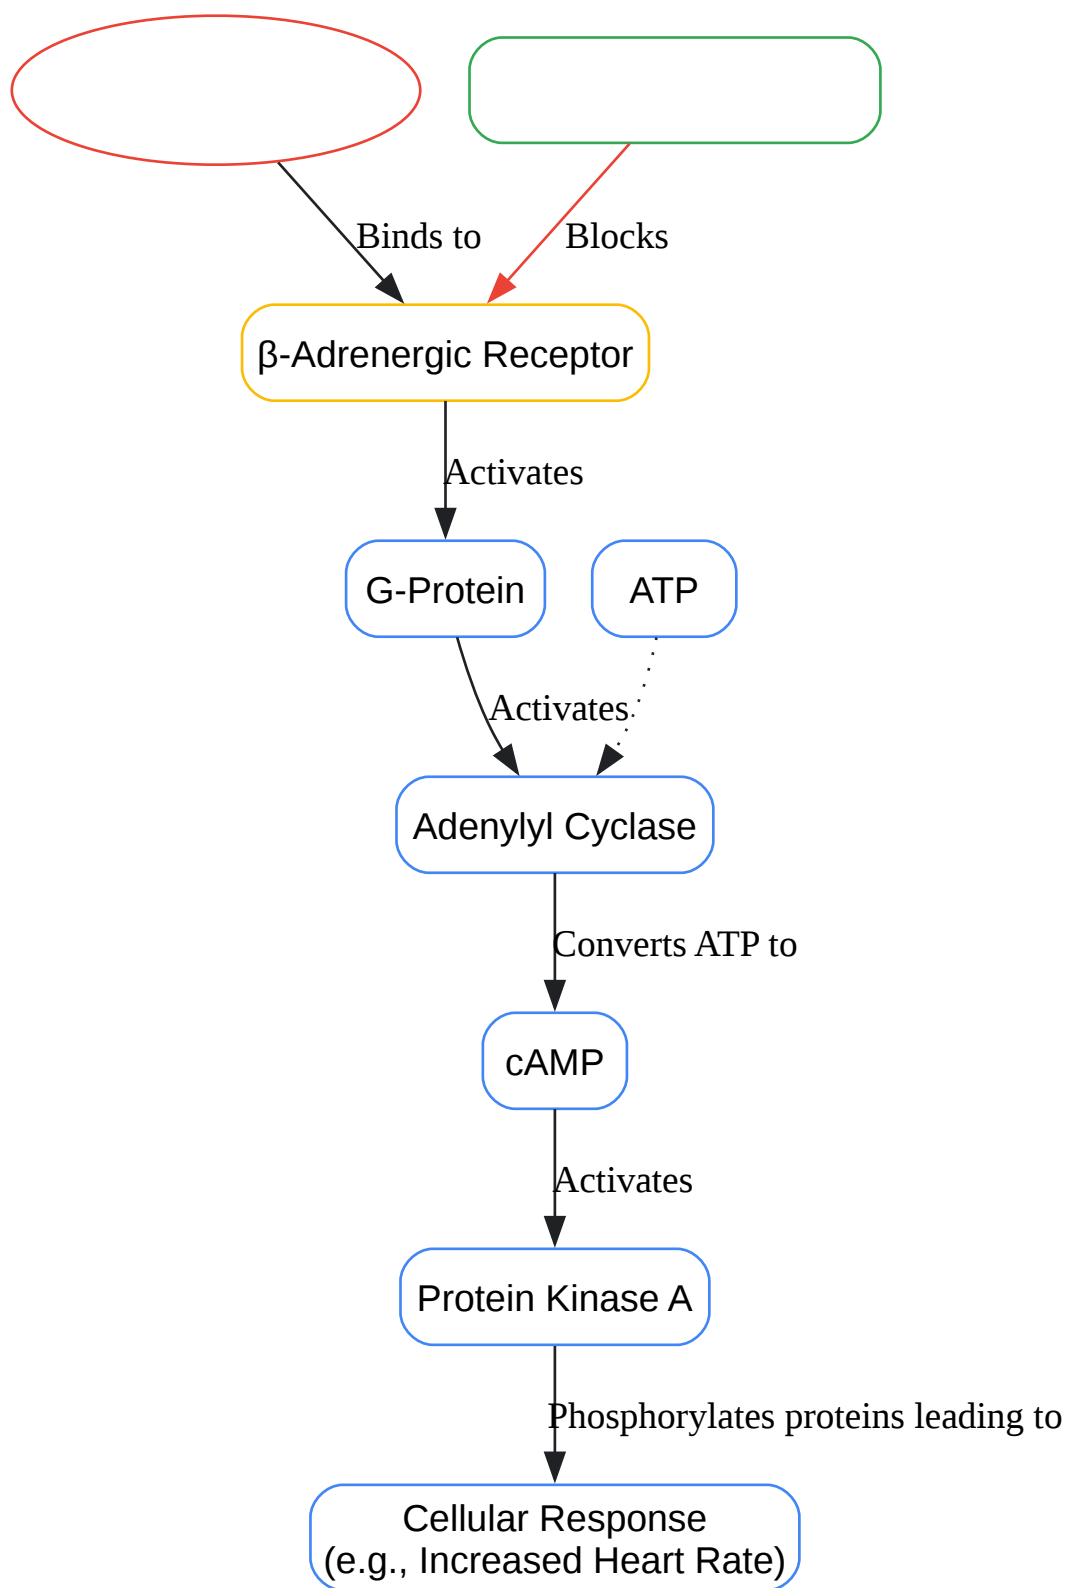 Binds to
Blocks
β-Adrenergic Receptor
Activates
G-Protein
ATP
Activates
Adenylyl Cyclase
Converts ATP to
cAMP
Activates
Protein Kinase A
Phosphorylates proteins leading to
Cellular Response
(e.g., Increased Heart Rate)